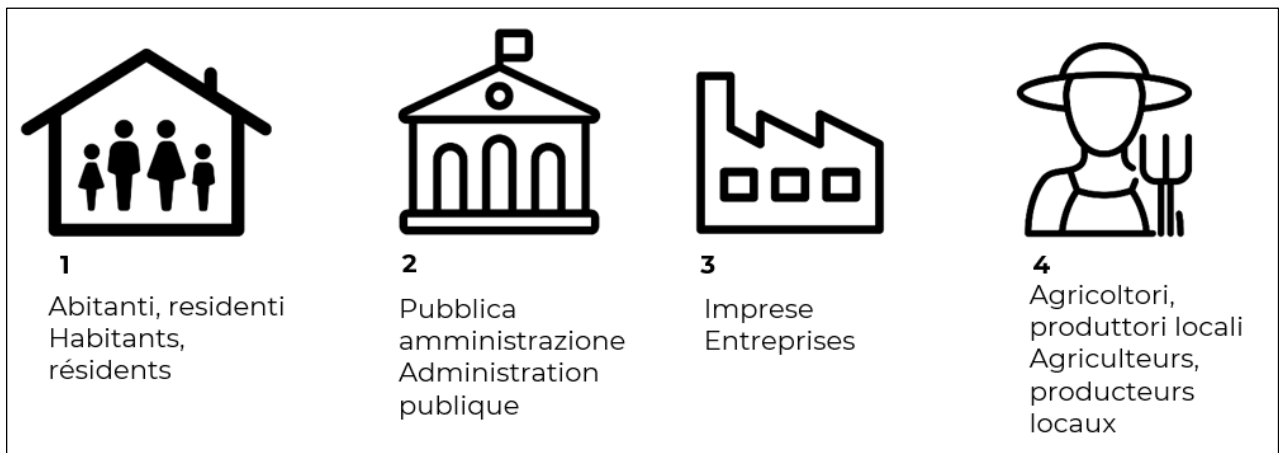 1
Abitanti, residenti
Habitants,
résidents
2
Pubblica
amministrazione
Administration
publique
3
Imprese
Entreprises
4
Agricoltori,
produttori locali
Agriculteurs,
producteurs
locaux